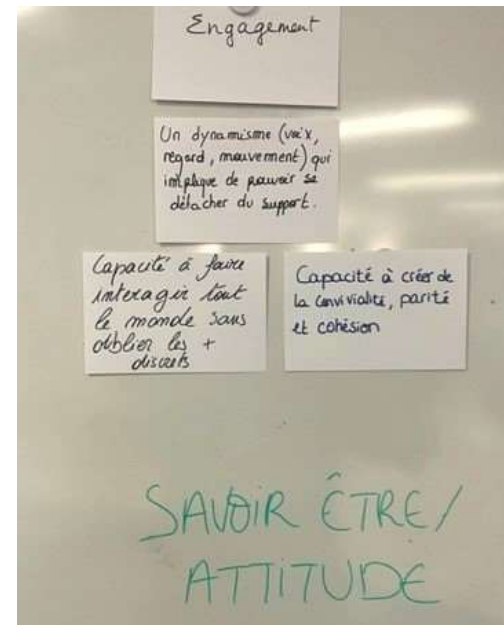 Engagement
Un dynamisme (voix,
regard, mouvement) qui
implique de pouvoir se
détacher du support.
Capacité à faire
interagir tout
le monde sans
oublier les +
discrets
Capacité à créer de
la convivialité, parité
et cohésion
SAVOIR ÊTRE/
ATTITUDE